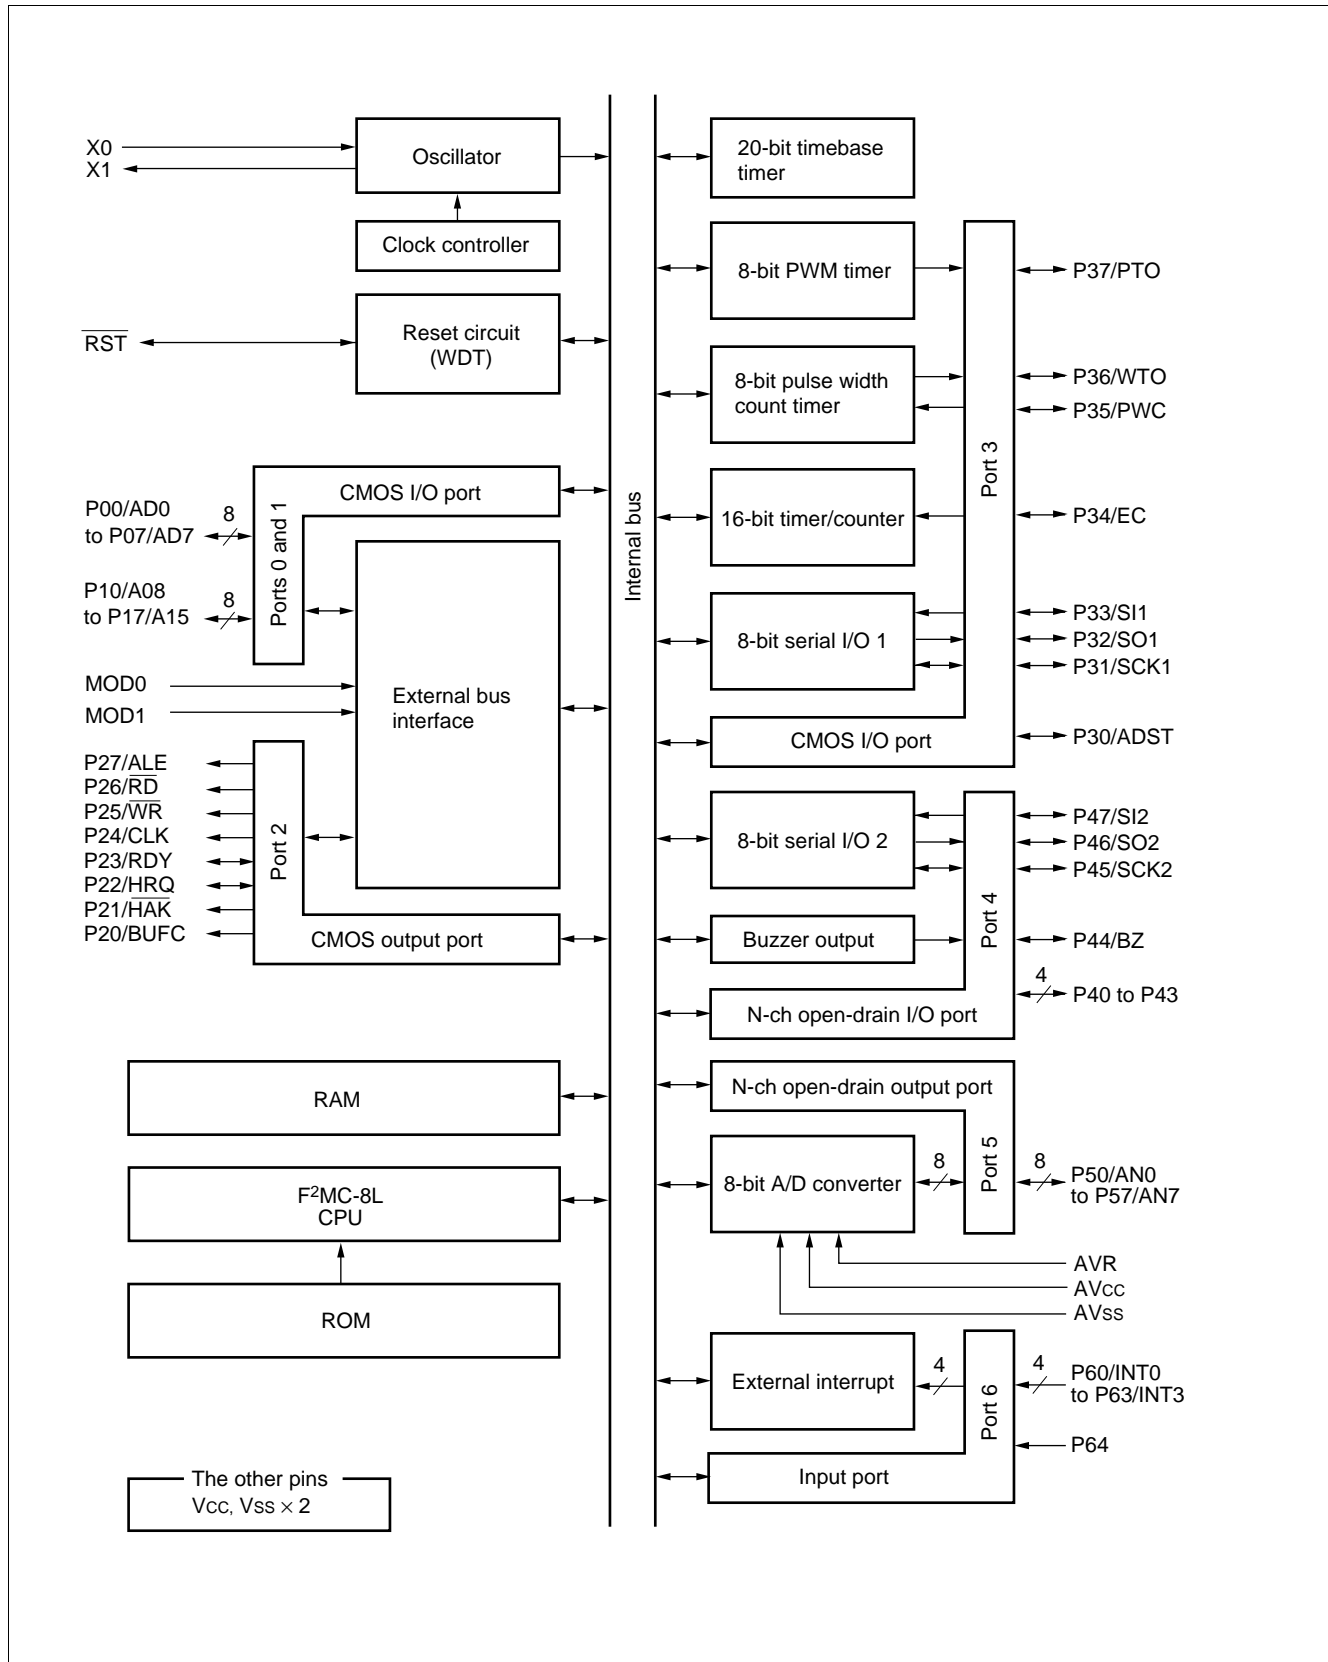 X0
X1
Oscillator
Clock controller
RST
Reset circuit
(WDT)
CMOS I/O port
P00/AD0
to P07/AD7
8
P10/A08
to P17/A15
8
Ports 0 and 1
MOD0
MOD1
External bus
interface
P27/ALE
P26/RD
P25/WR
P24/CLK
P23/RDY
P22/HRQ
P21/HAK
P20/BUFC
Port 2
CMOS output port
RAM
F²MC-8L
CPU
ROM
The other pins
VCC, VSS × 2
Internal bus
20-bit timebase
timer
8-bit PWM timer
8-bit pulse width
count timer
16-bit timer/counter
8-bit serial I/O 1
CMOS I/O port
Port 3
P37/PTO
P36/WTO
P35/PWC
P34/EC
P33/SI1
P32/SO1
P31/SCK1
P30/ADST
8-bit serial I/O 2
Buzzer output
N-ch open-drain I/O port
Port 4
P47/SI2
P46/SO2
P45/SCK2
P44/BZ
4
P40 to P43
N-ch open-drain output port
8-bit A/D converter
8
Port 5
8
P50/AN0
to P57/AN7
AVR
AVCC
AVSS
External interrupt
4
Port 6
4
P60/INT0
to P63/INT3
P64
Input port